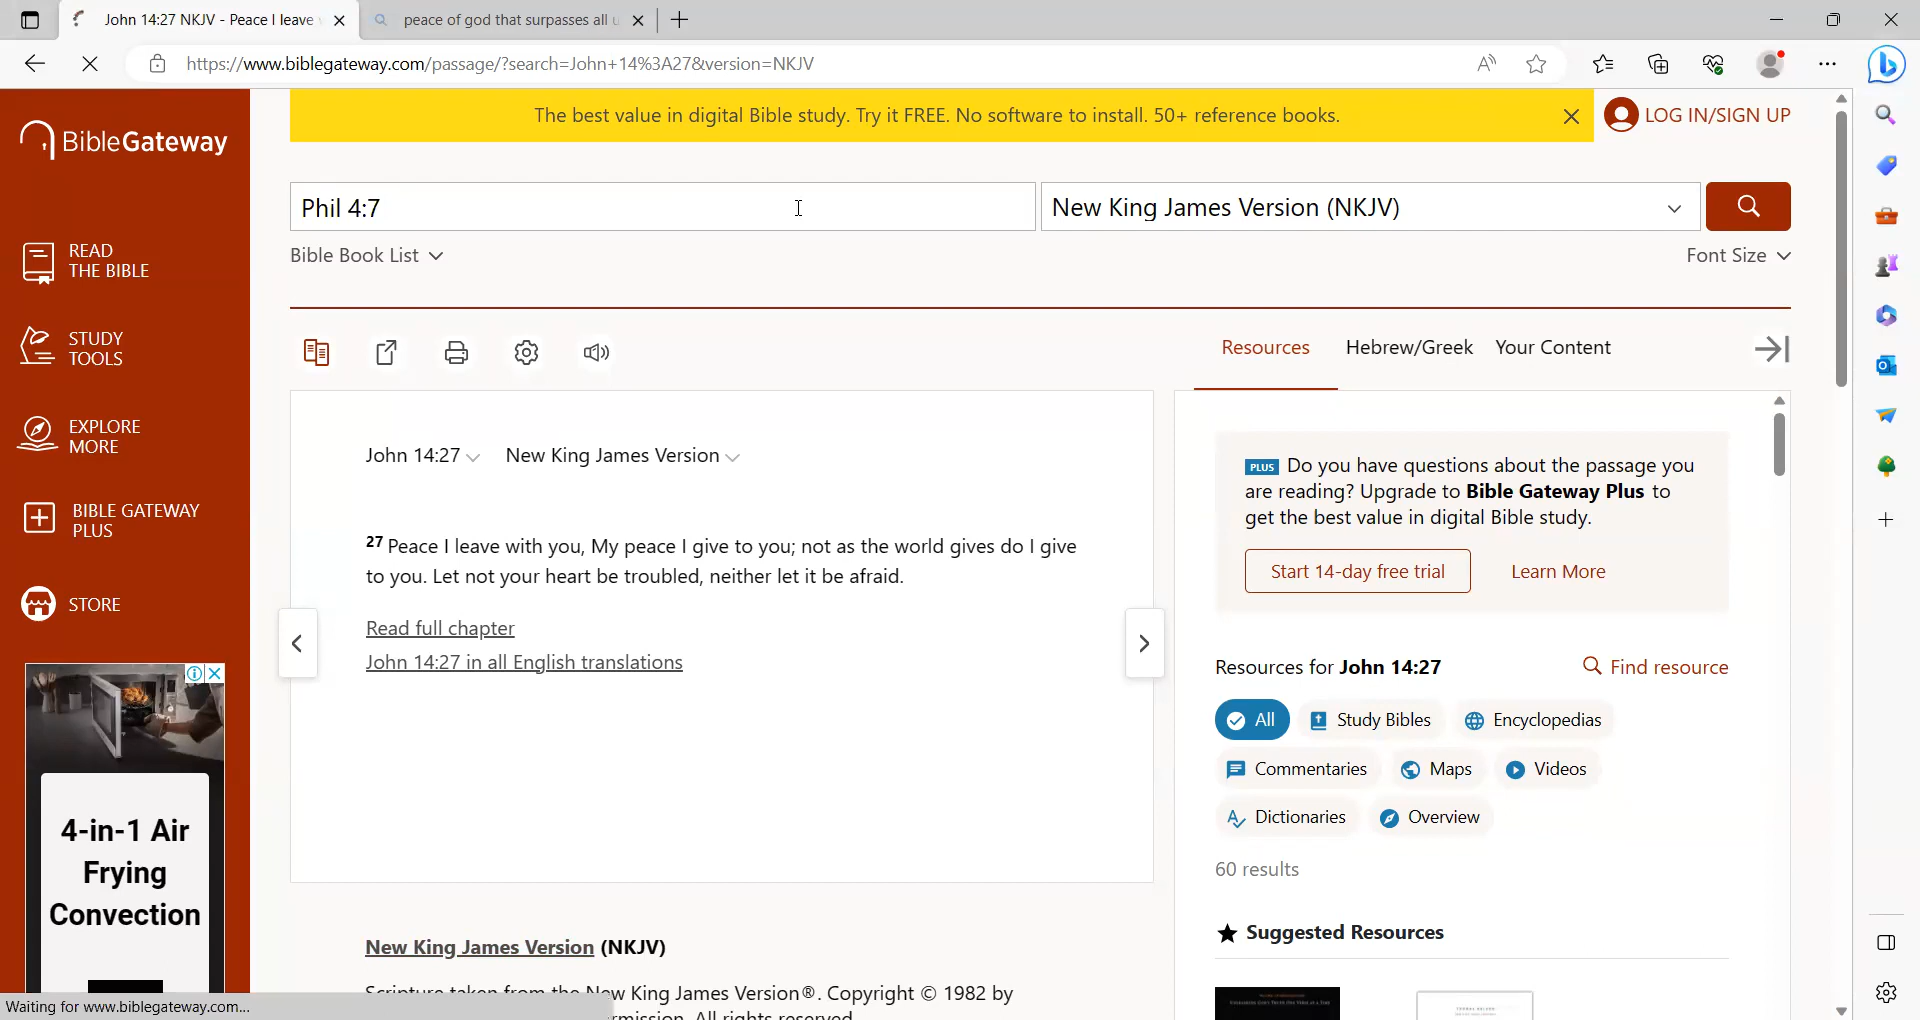 John 14:27 NKJV - Peace I leave
peace of god that surpasses all u
https://www.biblegateway.com/passage/?search=John+14%3A27&version=NKJV
BibleGateway
READ
THE BIBLE
STUDY
TOOLS
EXPLORE
MORE
BIBLE GATEWAY
PLUS
STORE
4-in-1 Air
Frying
Convection
The best value in digital Bible study. Try it FREE. No software to install. 50+ reference books.
LOG IN/SIGN UP
Phil 4:7
New King James Version (NKJV)
Bible Book List
Font Size
Resources
Hebrew/Greek
Your Content
John 14:27
New King James Version
27 Peace I leave with you, My peace I give to you; not as the world gives do I give
to you. Let not your heart be troubled, neither let it be afraid.
Read full chapter
John 14:27 in all English translations
New King James Version (NKJV)
Scripture taken from the New King James Version®. Copyright © 1982 by
rmission. All rights reserved
PLUS Do you have questions about the passage you
are reading? Upgrade to Bible Gateway Plus to
get the best value in digital Bible study.
Start 14-day free trial
Learn More
Resources for John 14:27
Find resource
All
Study Bibles
Encyclopedias
Commentaries
Maps
Videos
Dictionaries
Overview
60 results
Suggested Resources
Waiting for www.biblegateway.com...